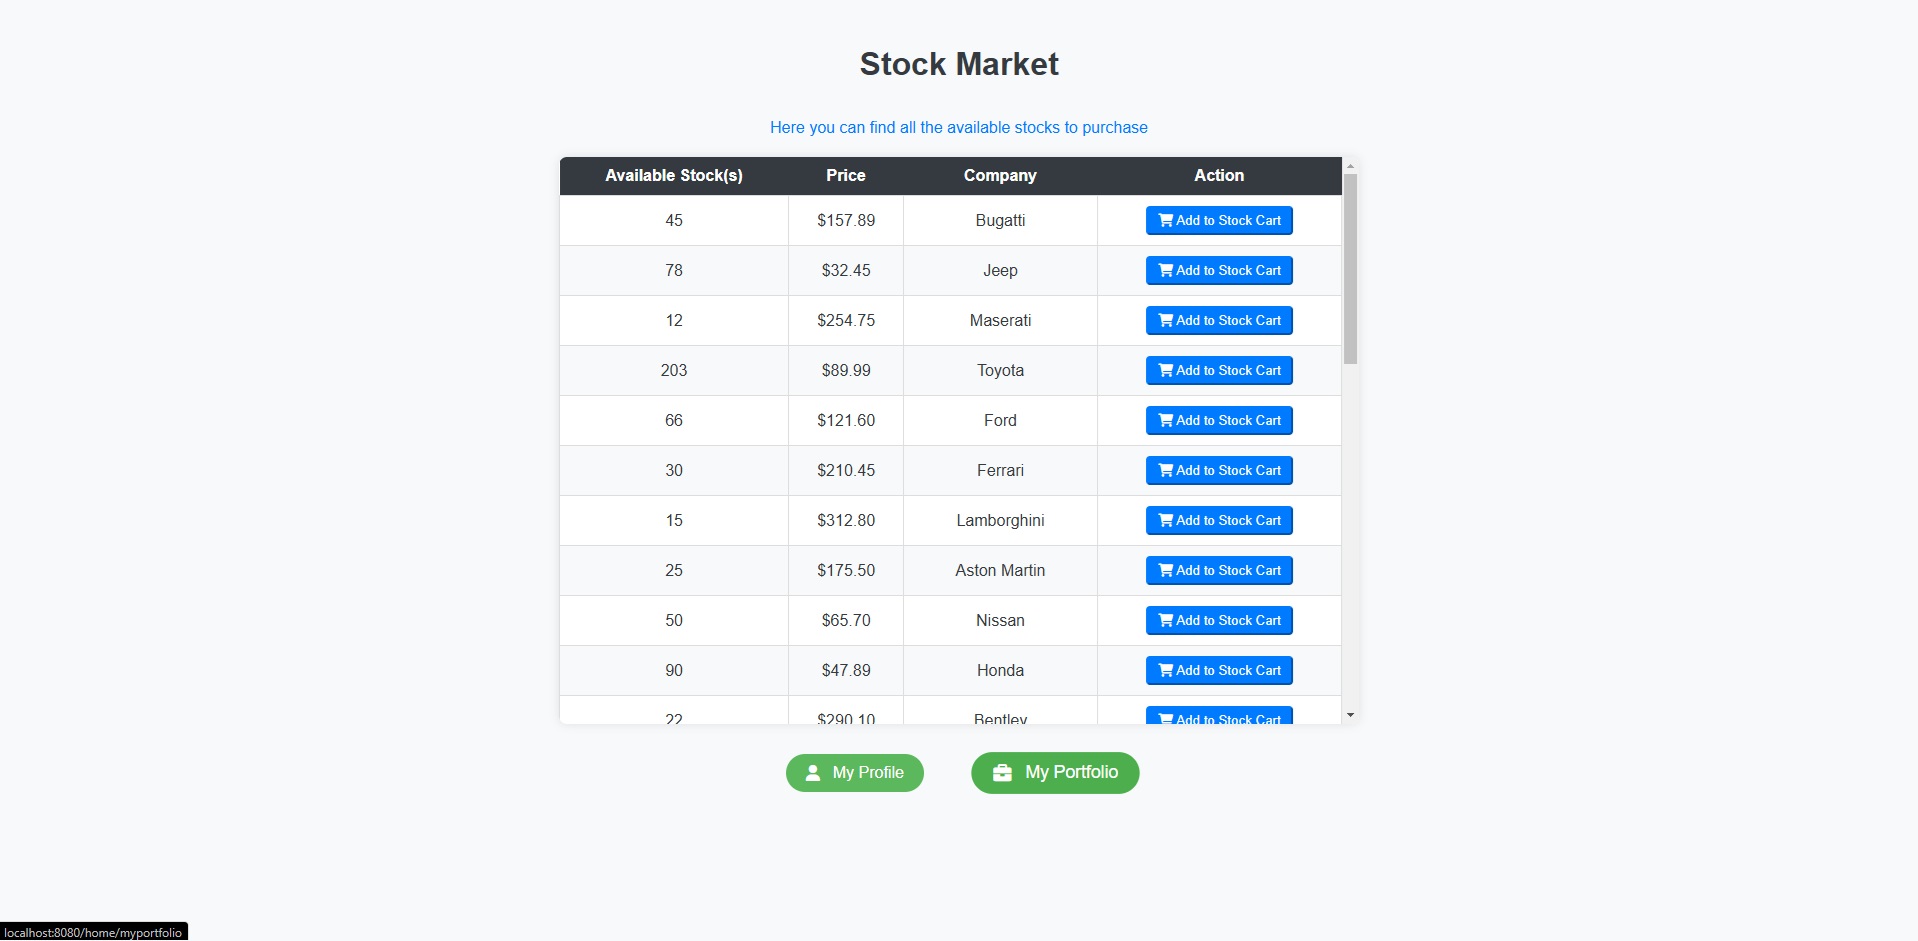 Stock Market
Here you can find all the available stocks to purchase
Available Stock(s) Price Company Action
45 $157.89 Bugatti Add to Stock Cart
78 $32.45 Jeep Add to Stock Cart
12 $254.75 Maserati Add to Stock Cart
203 $89.99 Toyota Add to Stock Cart
66 $121.60 Ford Add to Stock Cart
30 $210.45 Ferrari Add to Stock Cart
15 $312.80 Lamborghini Add to Stock Cart
25 $175.50 Aston Martin Add to Stock Cart
50 $65.70 Nissan Add to Stock Cart
90 $47.89 Honda Add to Stock Cart
22 $290.10 Bentley Add to Stock Cart
My Profile My Portfolio
localhost:8080/home/myportfolio